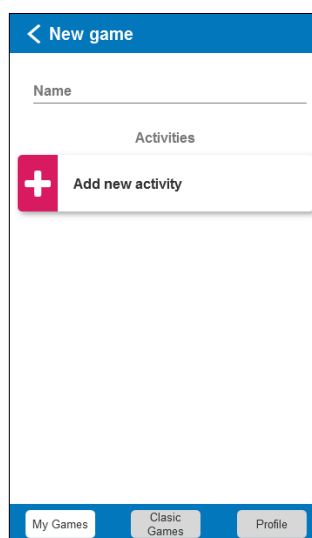 New game
Name
Activities
Add new activity
My Games
Clasic
Games
Profile